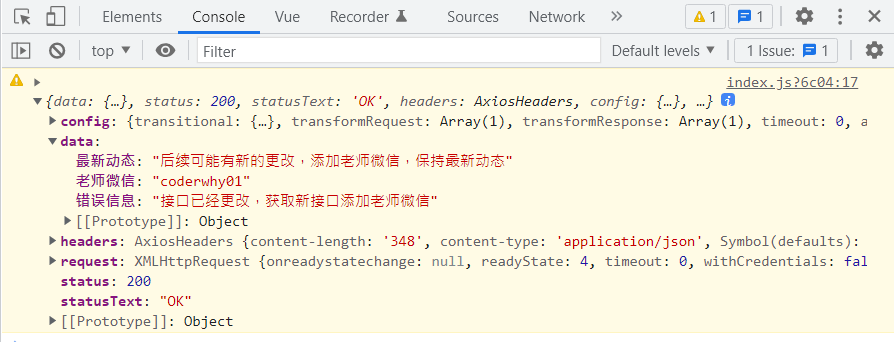 Elements Console Vue Recorder Sources Network 1 1
top Filter Default levels 1 Issue: 1
index.js?6c04:17
{data: {…}, status: 200, statusText: 'OK', headers: AxiosHeaders, config: {…}, …}
config: {transitional: {…}, transformRequest: Array(1), transformResponse: Array(1), timeout: 0, a
data:
最新动态: "后续可能有新的更改，添加老师微信，保持最新动态"
老师微信: "coderwhy01"
错误信息: "接口已经更改，获取新接口添加老师微信"
[[Prototype]]: Object
headers: AxiosHeaders {content-length: '348', content-type: 'application/json', Symbol(defaults):
request: XMLHttpRequest {onreadystatechange: null, readyState: 4, timeout: 0, withCredentials: fal
status: 200
statusText: "OK"
[[Prototype]]: Object